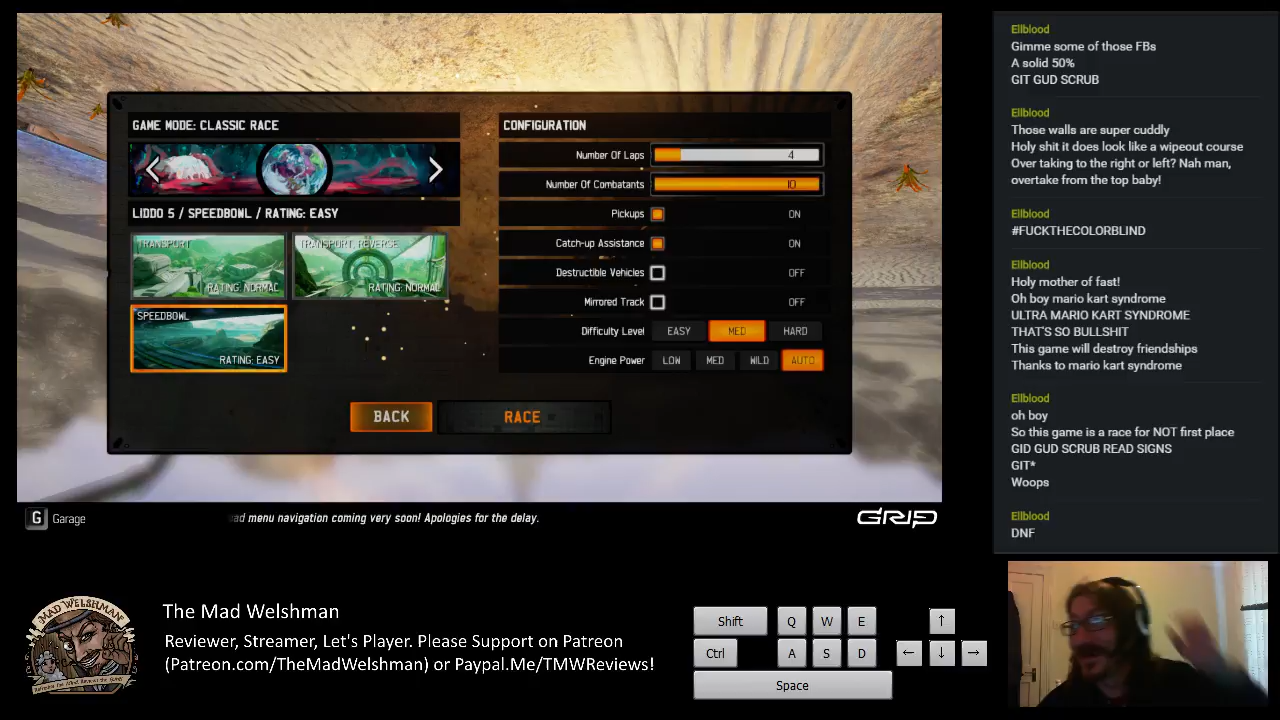 GAME MODE: CLASSIC RACE
LIDDO 5 / SPEEDBOWL / RATING: EASY
TRANSPORT
RATING: NORMAL
TRANSPORT, REVERSE
RATING: NORMAL
SPEEDBOWL
RATING: EASY
CONFIGURATION
Number Of Laps 4
Number Of Combatants 10
Pickups ON
Catch-up Assistance ON
Destructible Vehicles OFF
Mirrored Track OFF
Difficulty Level EASY MED HARD
Engine Power LOW MED WILD AUTO
BACK RACE
G Garage
menu navigation coming very soon! Apologies for the delay.
GRIP
Ellblood
Gimme some of those FBs
A solid 50%
GIT GUD SCRUB
Ellblood
Those walls are super cuddly
Holy shit it does look like a wipeout course
Over taking to the right or left? Nah man,
overtake from the top baby!
Ellblood
#FUCKTHECOLORBLIND
Ellblood
Holy mother of fast!
Oh boy mario kart syndrome
ULTRA MARIO KART SYNDROME
THAT'S SO BULLSHIT
This game will destroy friendships
Thanks to mario kart syndrome
Ellblood
oh boy
So this game is a race for NOT first place
GID GUD SCRUB READ SIGNS
GIT*
Woops
Ellblood
DNF
MAD WELSHMAN
The Mad Welshman
Reviewer, Streamer, Let's Player. Please Support on Patreon
(Patreon.com/TheMadWelshman) or Paypal.Me/TMWReviews!
Shift Q W E ↑
Ctrl A S D ← ↓ →
Space